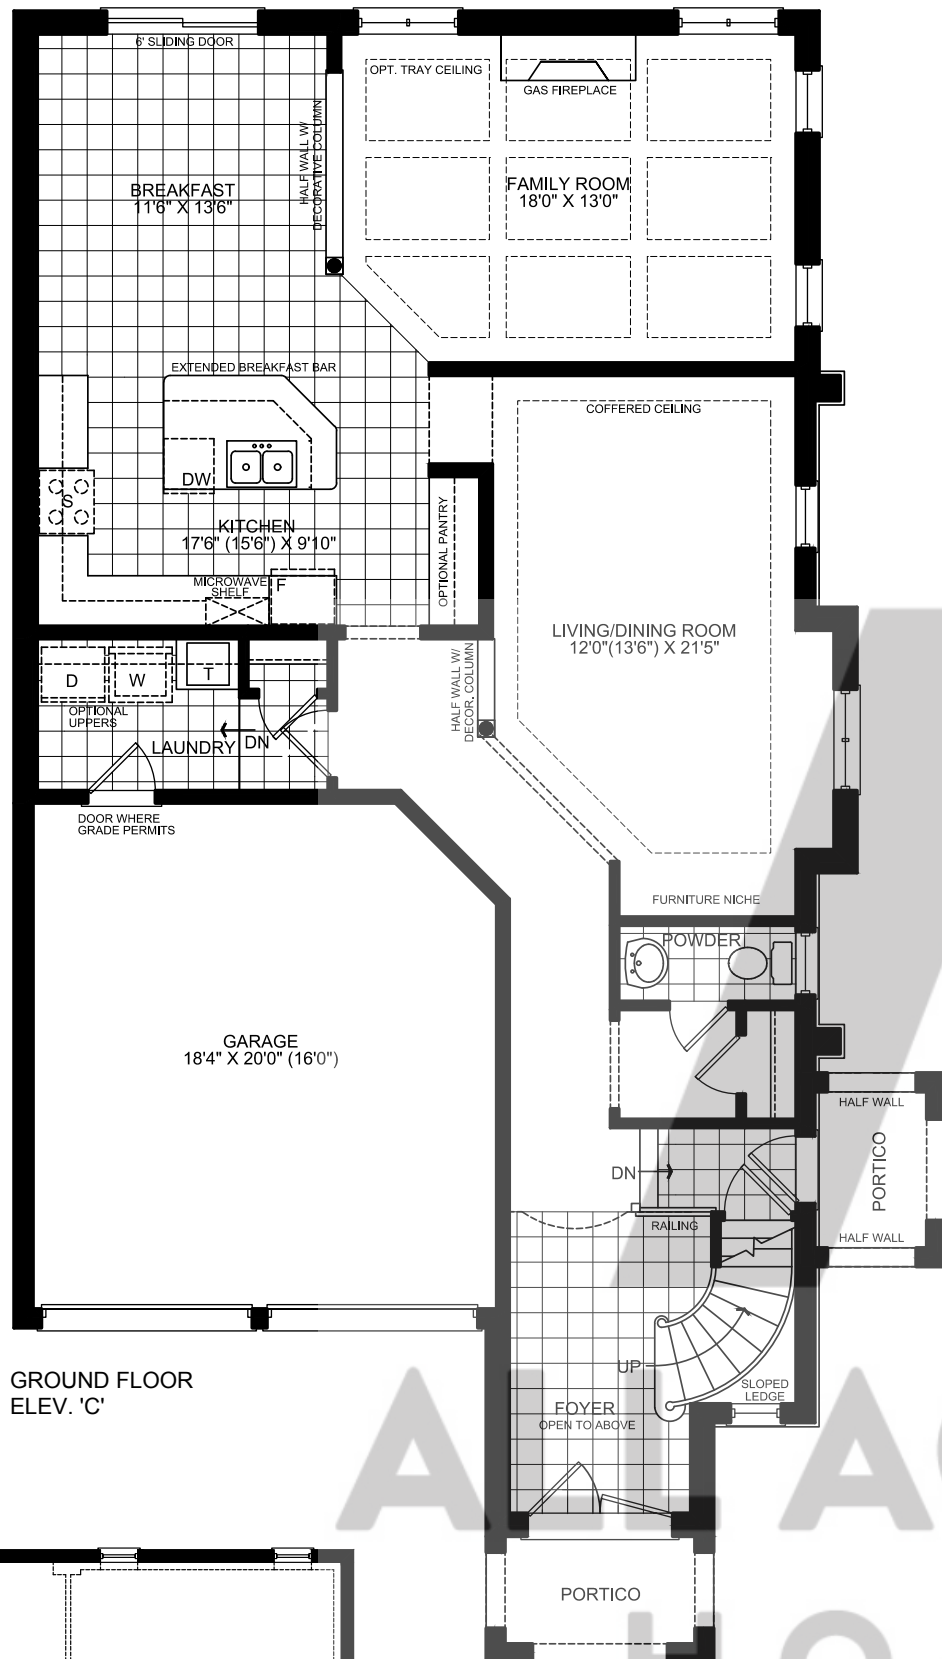 6' SLIDING DOOR
OPT. TRAY CEILING
GAS FIREPLACE
HALF WALL W/
DECORATIVE COLUMN
BREAKFAST
11'6" X 13'6"
FAMILY ROOM
18'0" X 13'0"
EXTENDED BREAKFAST BAR
COFFERED CEILING
DW
S
KITCHEN
17'6" (15'6") X 9'10"
OPTIONAL PANTRY
MICROWAVE
SHELF
F
LIVING/DINING ROOM
12'0"(13'6") X 21'5"
HALF WALL W/
DECOR. COLUMN
D
W
T
OPTIONAL
UPPERS
LAUNDRY
DN
DOOR WHERE
GRADE PERMITS
FURNITURE NICHE
POWDER
GARAGE
18'4" X 20'0" (16'0")
HALF WALL
PORTICO
HALF WALL
DN
RAILING
UP
SLOPED
LEDGE
FOYER
OPEN TO ABOVE
GROUND FLOOR
ELEV. 'C'
PORTICO
ALL A